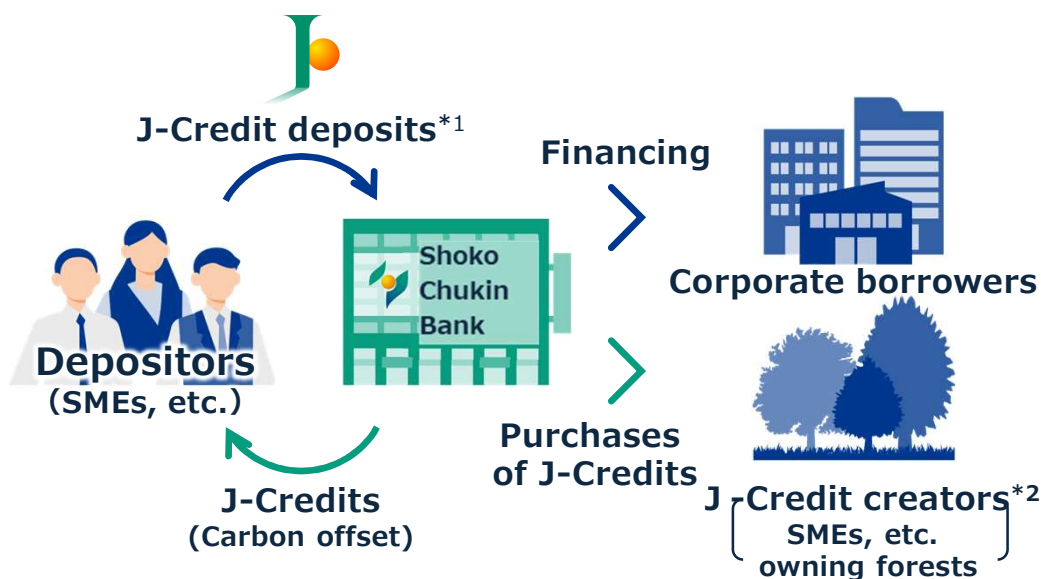 J-Credit deposits*1
Financing
Shoko
Chukin
Bank
Corporate borrowers
Depositors
(SMEs, etc.)
Purchases
of J-Credits
J-Credits
(Carbon offset)
J-Credit creators*2
SMEs, etc.
owning forests